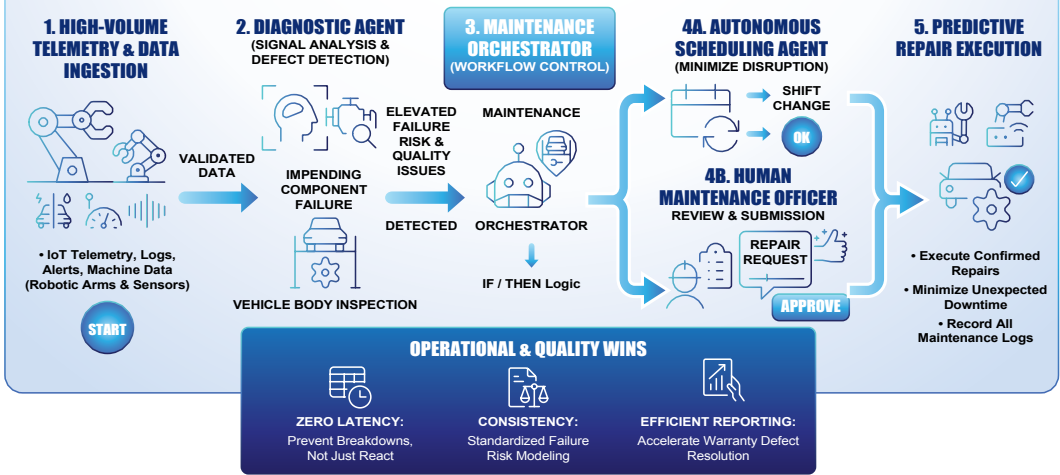 1. HIGH-VOLUME
TELEMETRY & DATA
INGESTION
VALIDATED
DATA
• IoT Telemetry, Logs,
Alerts, Machine Data
(Robotic Arms & Sensors)
START
2. DIAGNOSTIC AGENT
(SIGNAL ANALYSIS &
DEFECT DETECTION)
IMPENDING
COMPONENT
FAILURE
VEHICLE BODY INSPECTION
ELEVATED
FAILURE
RISK &
QUALITY
ISSUES
DETECTED
3. MAINTENANCE
ORCHESTRATOR
(WORKFLOW CONTROL)
MAINTENANCE
ORCHESTRATOR
IF / THEN Logic
4A. AUTONOMOUS
SCHEDULING AGENT
(MINIMIZE DISRUPTION)
SHIFT
CHANGE
OK
4B. HUMAN
MAINTENANCE OFFICER
REVIEW & SUBMISSION
REPAIR
REQUEST
APPROVE
5. PREDICTIVE
REPAIR EXECUTION
• Execute Confirmed
Repairs
• Minimize Unexpected
Downtime
• Record All
Maintenance Logs
OPERATIONAL & QUALITY WINS
ZERO LATENCY:
Prevent Breakdowns,
Not Just React
CONSISTENCY:
Standardized Failure
Risk Modeling
EFFICIENT REPORTING:
Accelerate Warranty Defect
Resolution